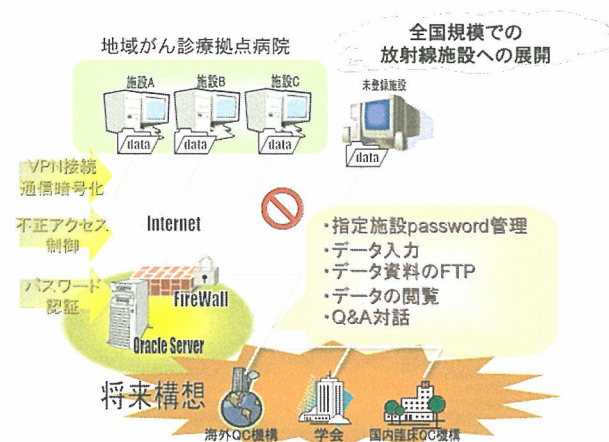 全国規模での
放射線施設への展開
地域がん診療拠点病院
施設A
施設B
施設C
未登録施設
data
data
data
data
VPN接続
通信暗号化
不正アクセス
制御
パスワード
認証
Internet
FireWall
Oracle Server
・指定施設password管理
・データ入力
・データ資料のFTP
・データの閲覧
・Q&A対話
将来構想
海外QC機構
学会
国内臨床QC機構